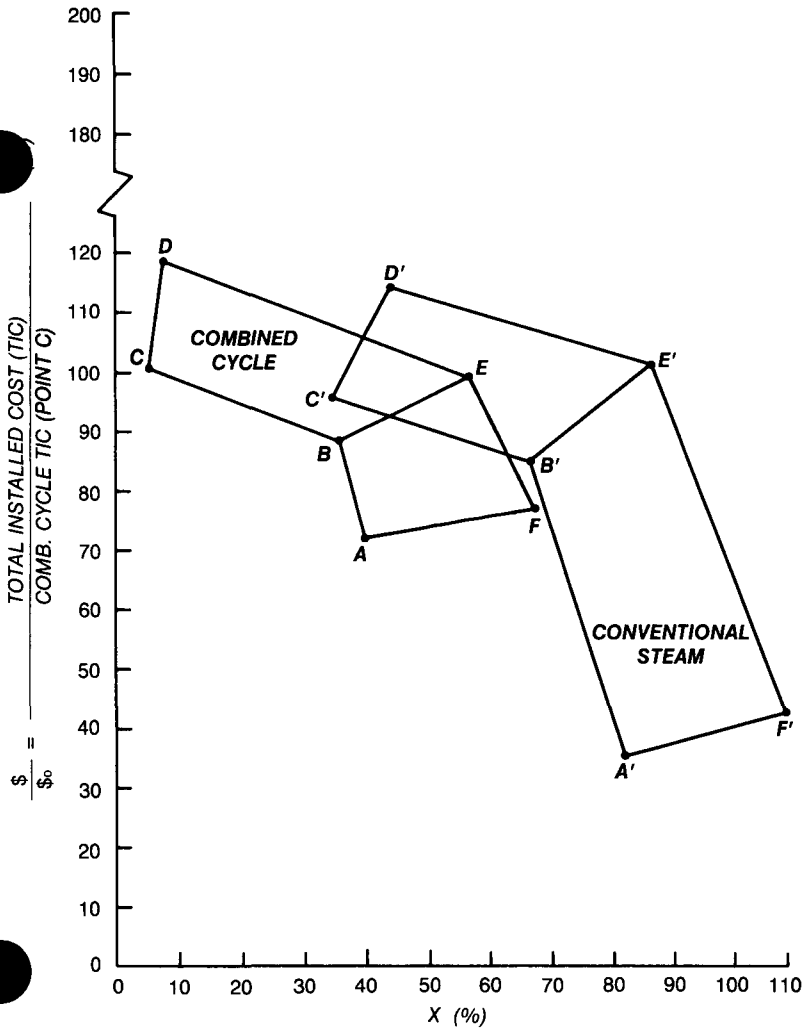 200
190
180
120
110
100
90
80
70
60
50
40
30
20
10
0
TOTAL INSTALLED COST (TIC)
COMB. CYCLE TIC (POINT C)
$
$o
=
D
COMBINED
CYCLE
C
B
E
A
F
D'
C'
E'
B'
CONVENTIONAL
STEAM
F'
A'
0 10 20 30 40 50 60 70 80 90 100 110
X (%)